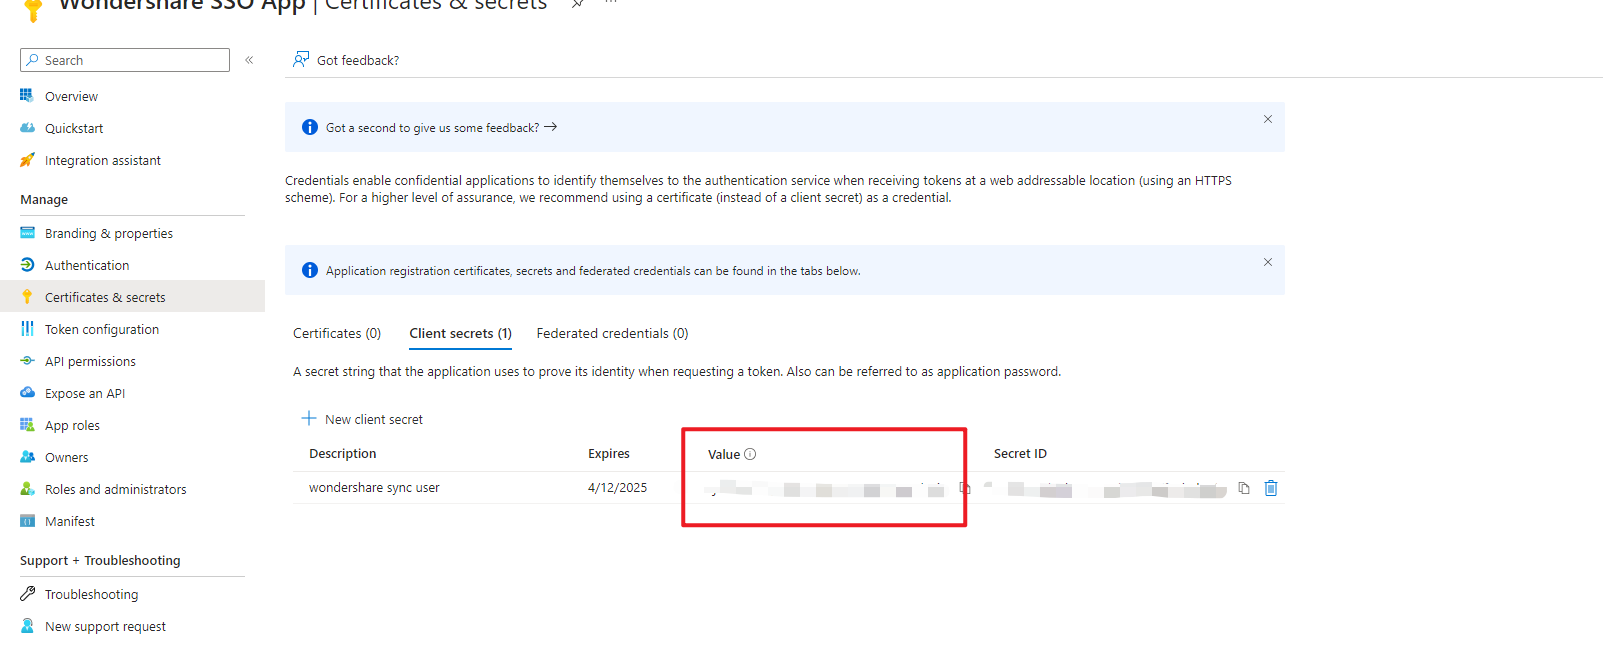 Wondershare SSO App | Certificates & secrets
Search
Got feedback?
Overview
Quickstart
Integration assistant
Manage
Branding & properties
Authentication
Certificates & secrets
Token configuration
API permissions
Expose an API
App roles
Owners
Roles and administrators
Manifest
Support + Troubleshooting
Troubleshooting
New support request
Got a second to give us some feedback?
Credentials enable confidential applications to identify themselves to the authentication service when receiving tokens at a web addressable location (using an HTTPS
scheme). For a higher level of assurance, we recommend using a certificate (instead of a client secret) as a credential.
Application registration certificates, secrets and federated credentials can be found in the tabs below.
Certificates (0) Client secrets (1) Federated credentials (0)
A secret string that the application uses to prove its identity when requesting a token. Also can be referred to as application password.
New client secret
Description Expires Value Secret ID
wondershare sync user 4/12/2025